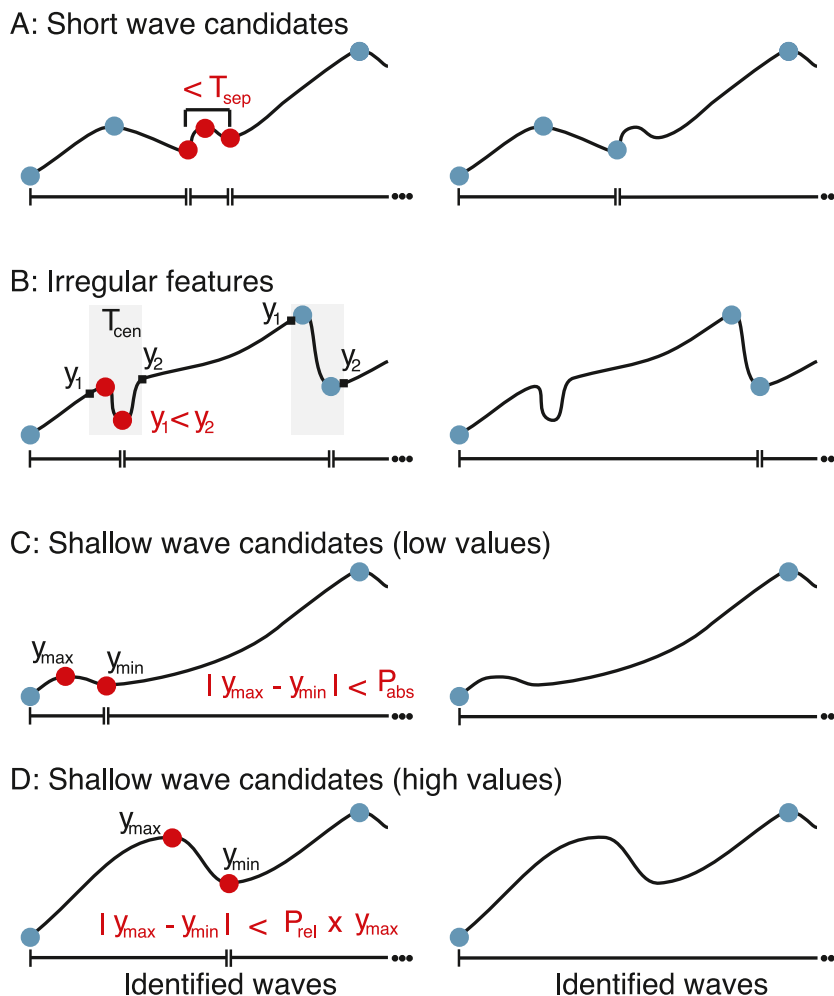 A: Short wave candidates
< Tsep
B: Irregular features
Tcen
y1
y2
y1
y2
y1 < y2
C: Shallow wave candidates (low values)
ymax
ymin
| ymax - ymin | < Pabs
D: Shallow wave candidates (high values)
ymax
ymin
| ymax - ymin | < Prel x ymax
Identified waves
Identified waves